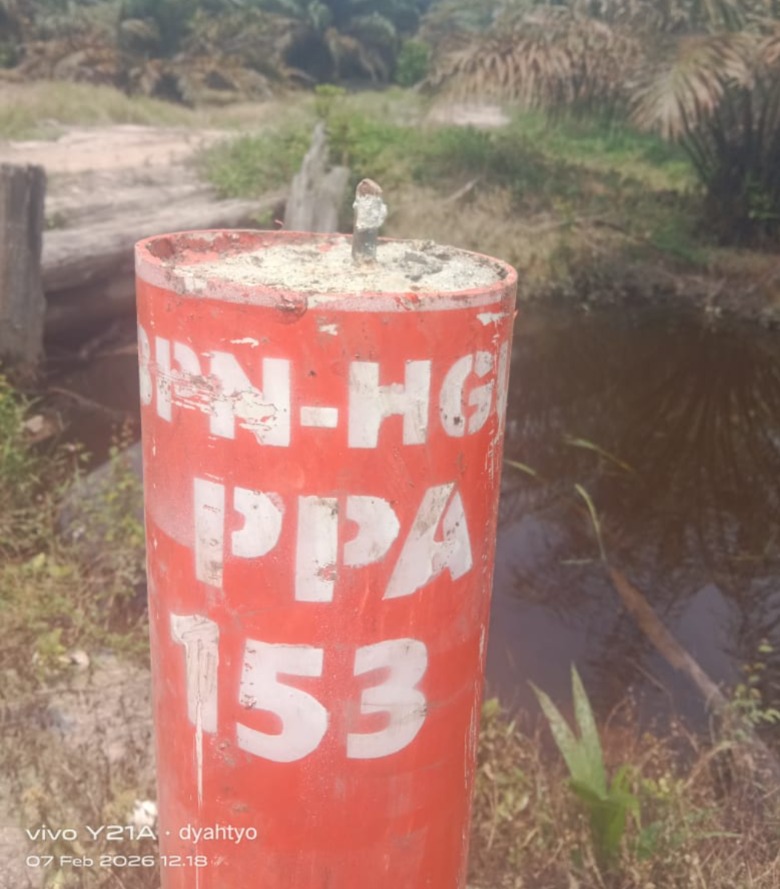 BPN-HGU
PPA
153
vivo Y21A · dyahtyo
07 Feb 2026 12.18